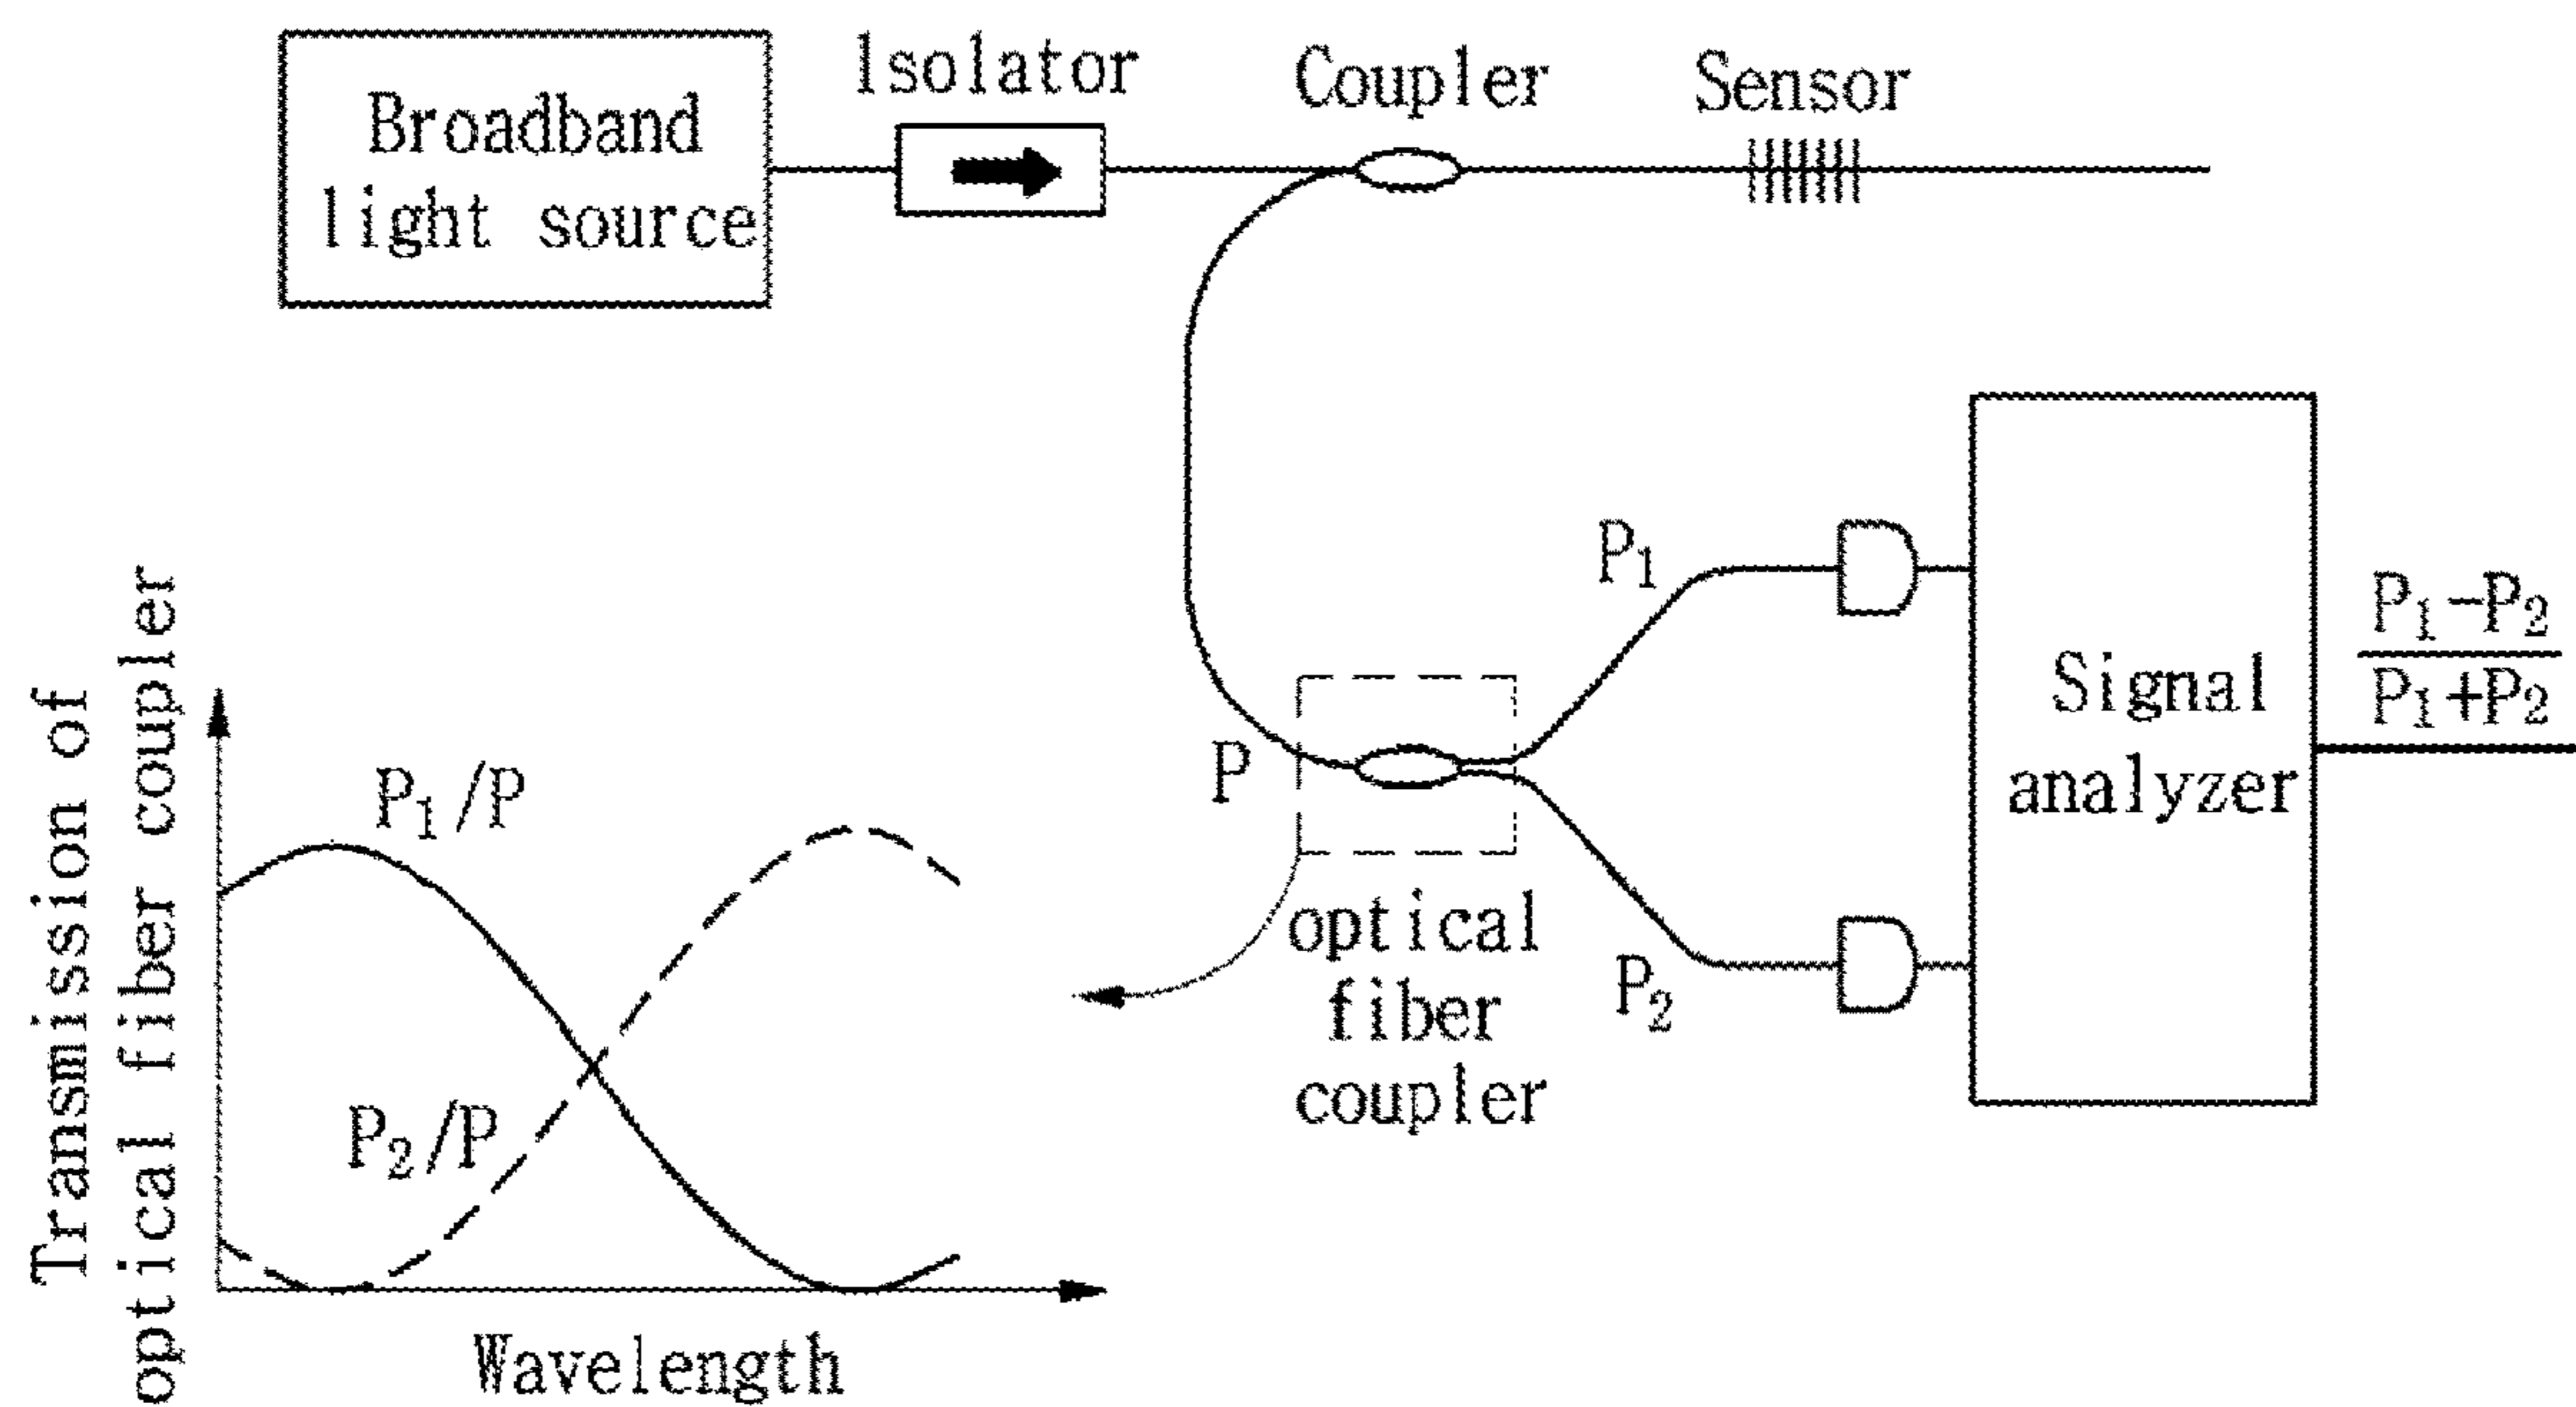 Broadband
light source
Isolator
Coupler
Sensor
P₁
P₂
P
optical
fiber
coupler
Signal
analyzer
P₁-P₂
P₁+P₂
Transmission of
optical fiber coupler
P₁/P
P₂/P
Wavelength